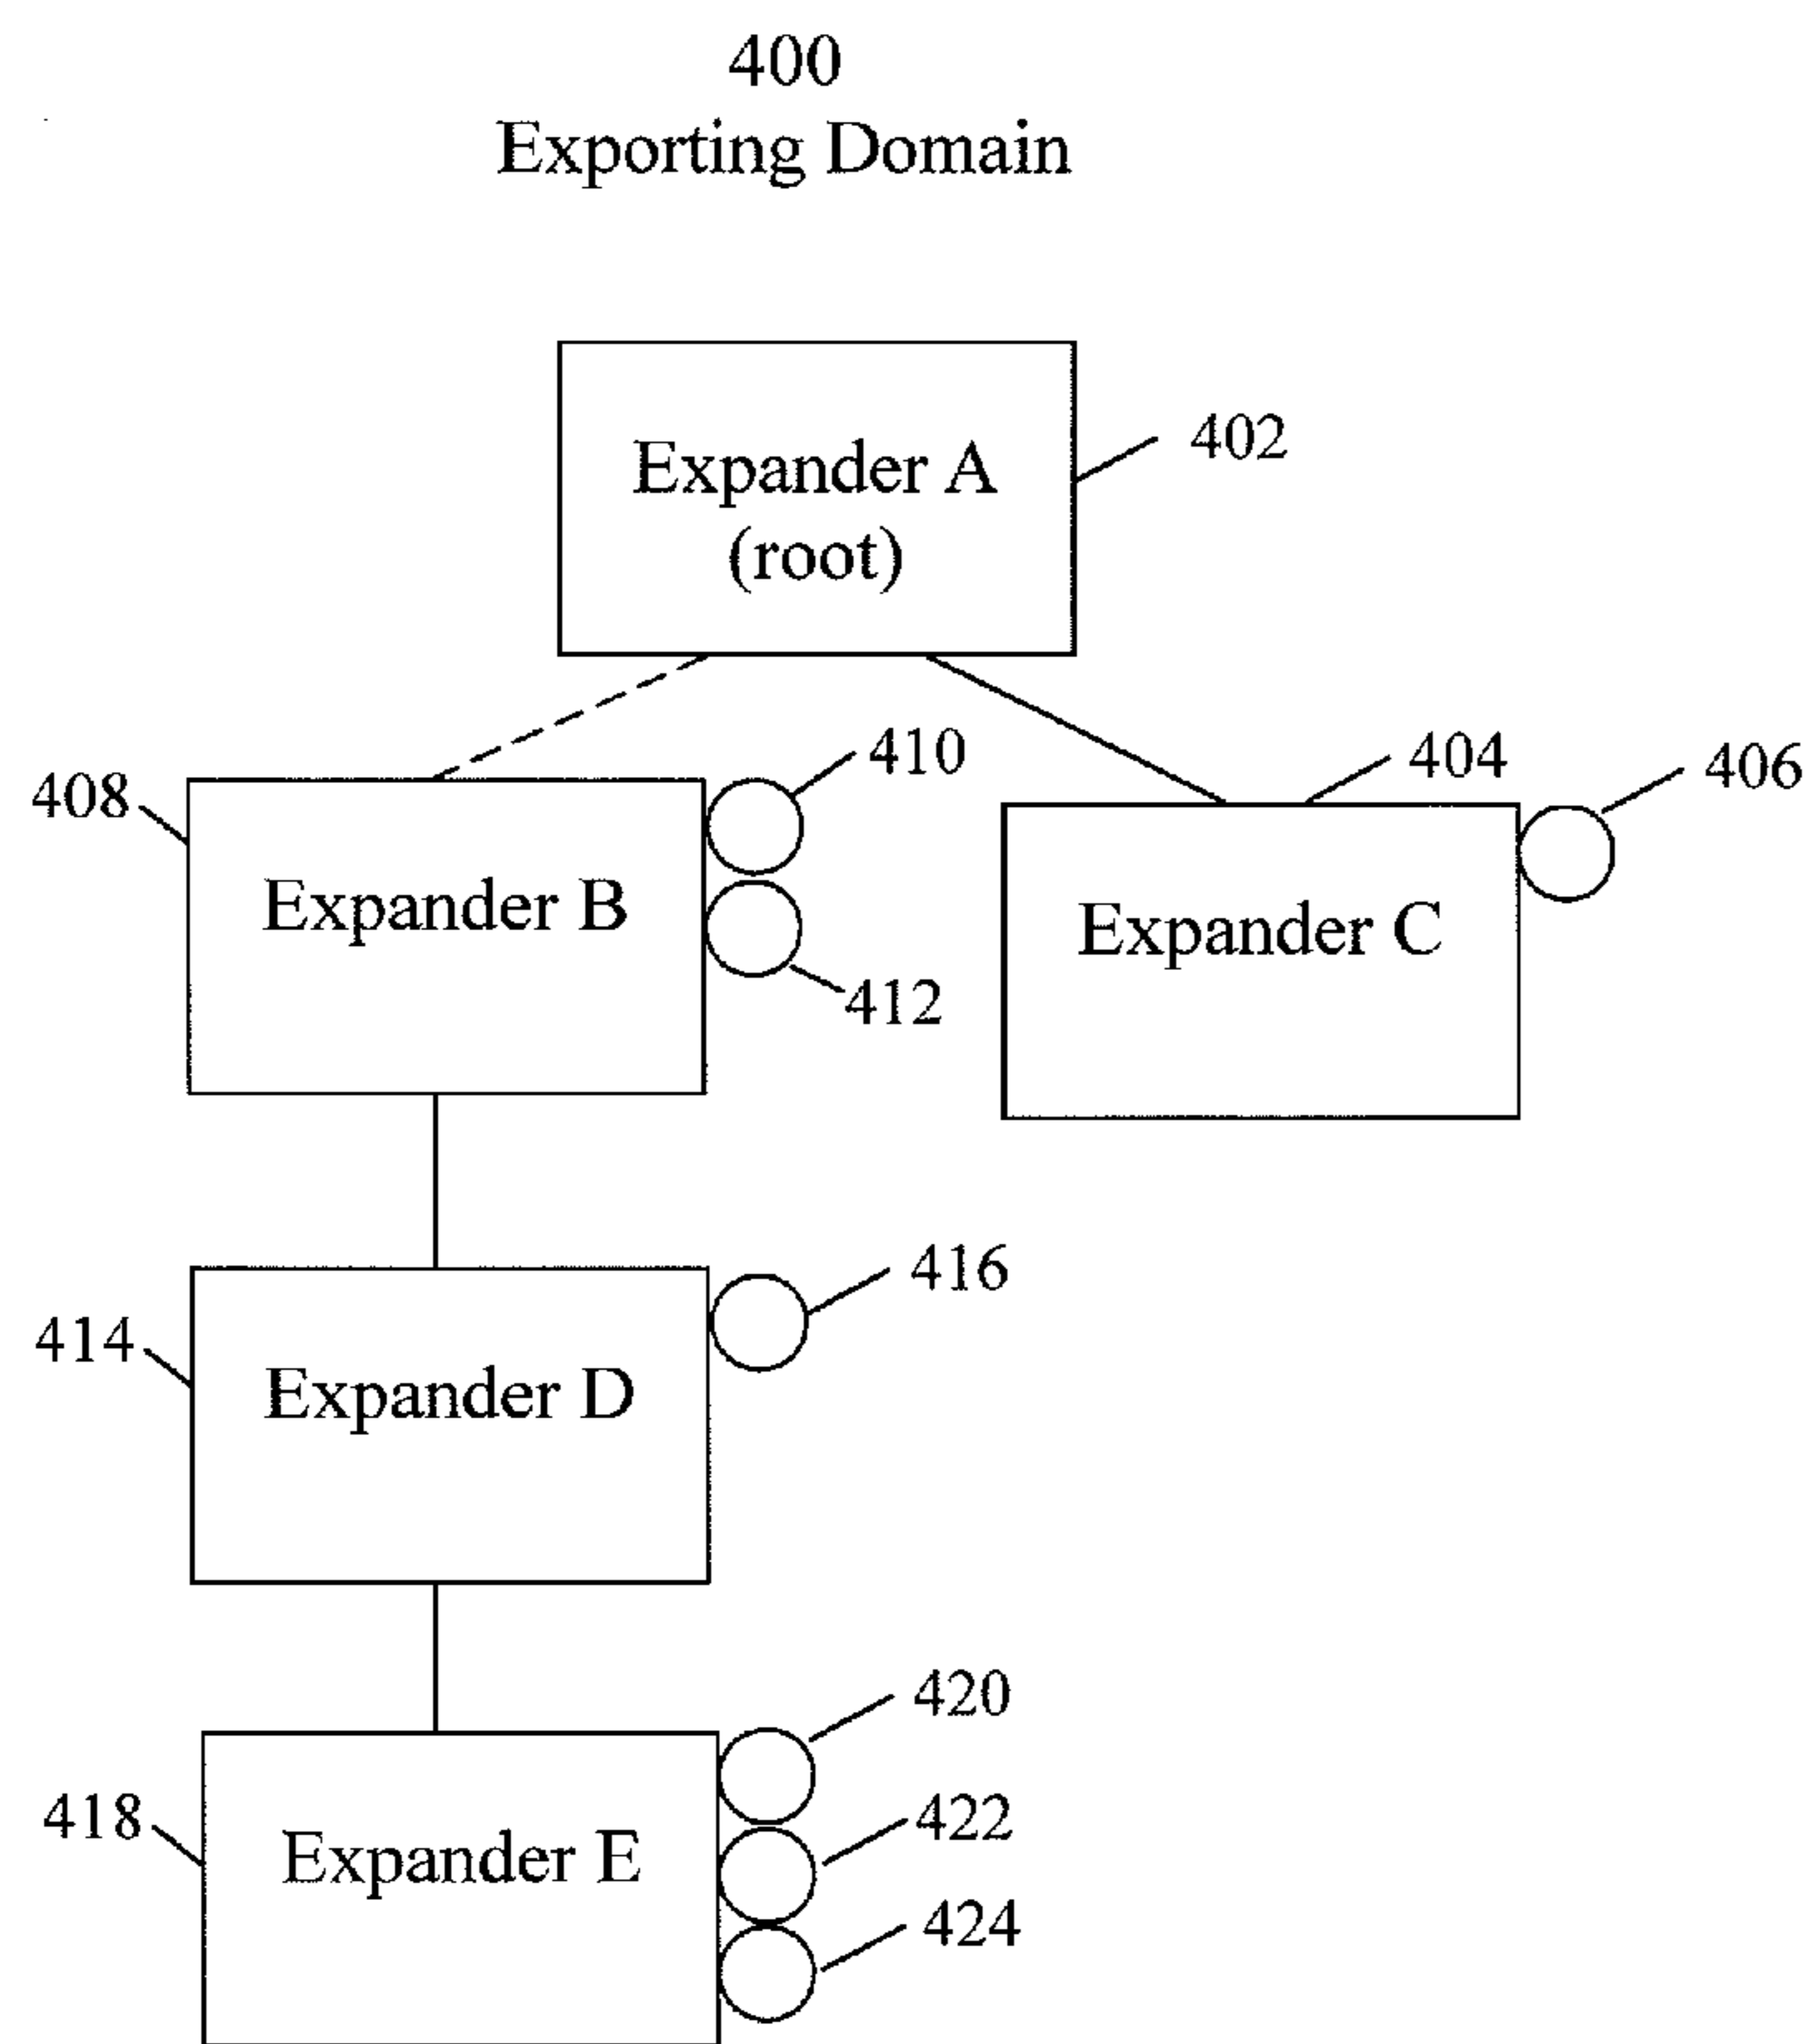 400
Exporting Domain
Expander A
(root)
402
408
410
404
406
Expander B
412
Expander C
414
416
Expander D
418
420
Expander E
422
424